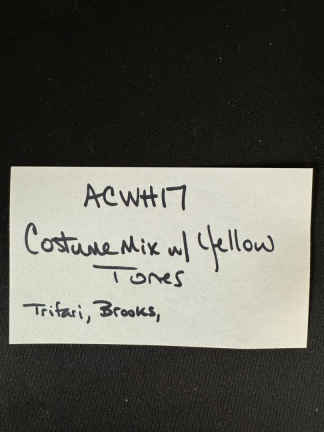 ACWH17
Costume Mix w/ Yellow
Tones
Trifari, Brooks,